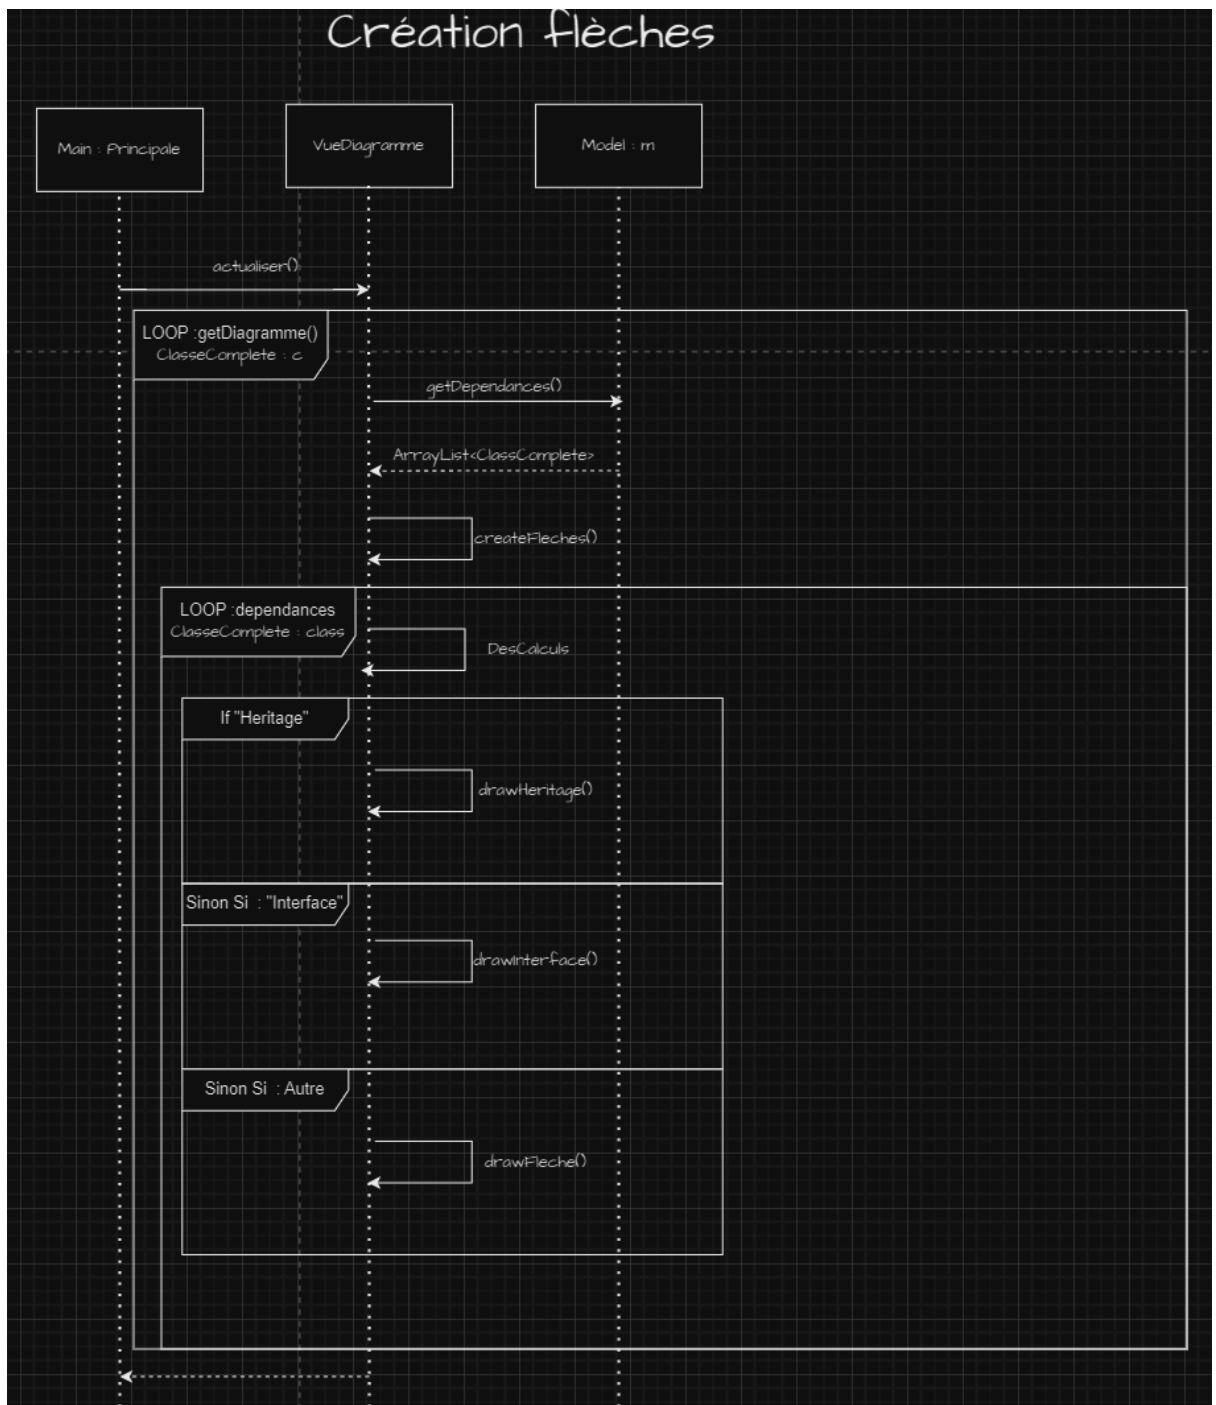 Création flèches
Main : Principale
VueDiagramme
Model : m
actualiser()
LOOP :getDiagramme()
ClasseComplete : c
getDependances()
ArrayList<ClassComplete>
createFleches()
LOOP :dependances
ClasseComplete : class
DesCalculs
If "Heritage"
drawHeritage()
Sinon Si  : "Interface"
drawInterface()
Sinon Si  : Autre
drawFleche()